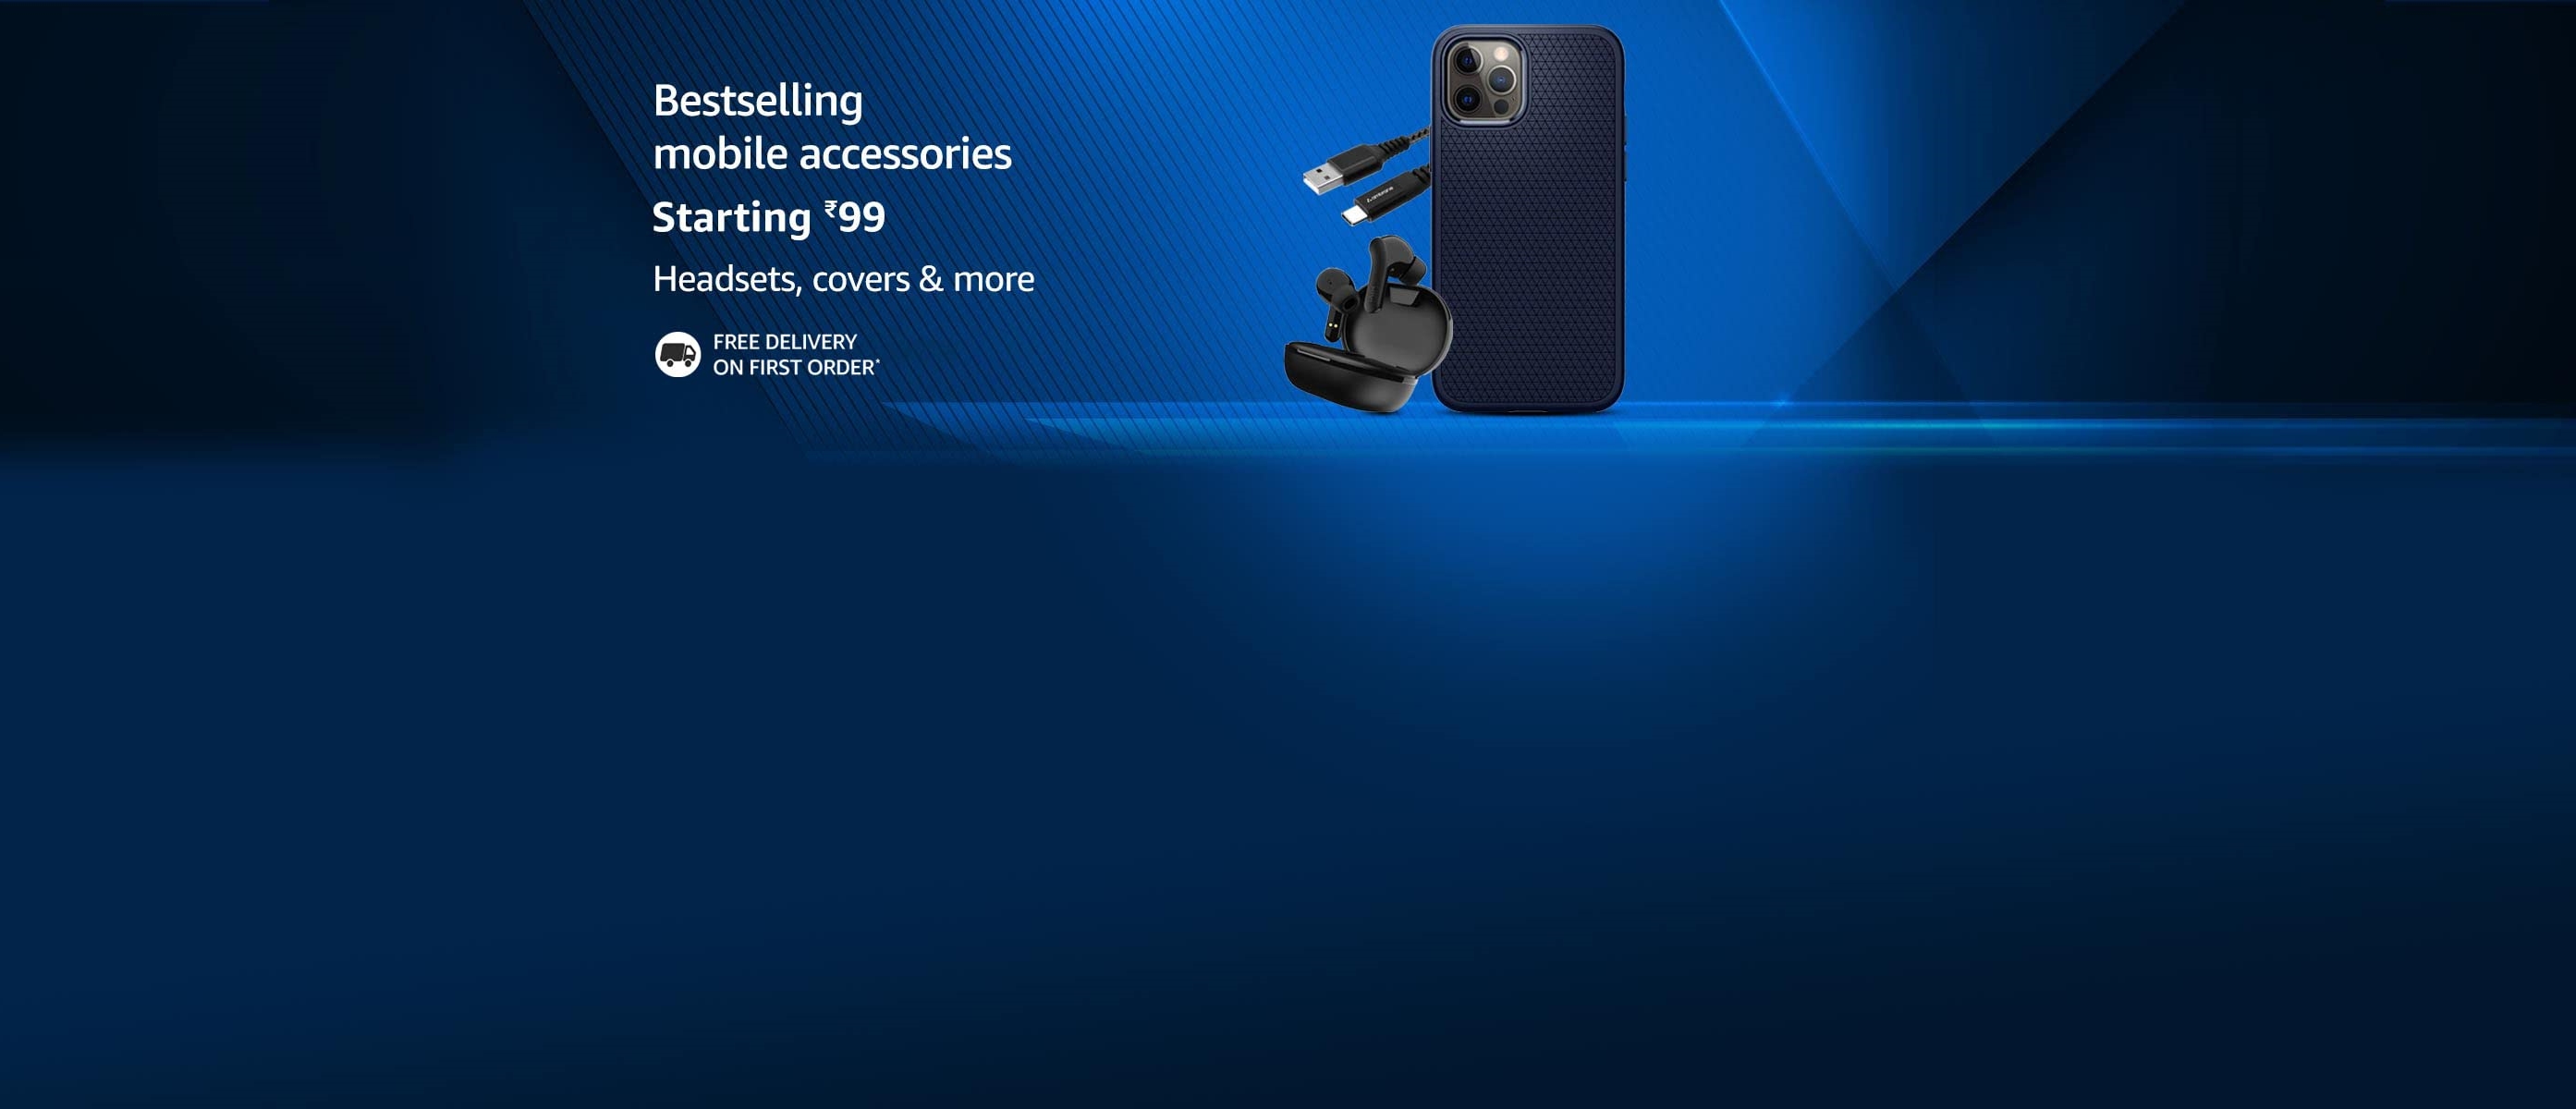 Bestselling
mobile accessories
Starting ₹99
Headsets, covers & more
FREE DELIVERY
ON FIRST ORDER*